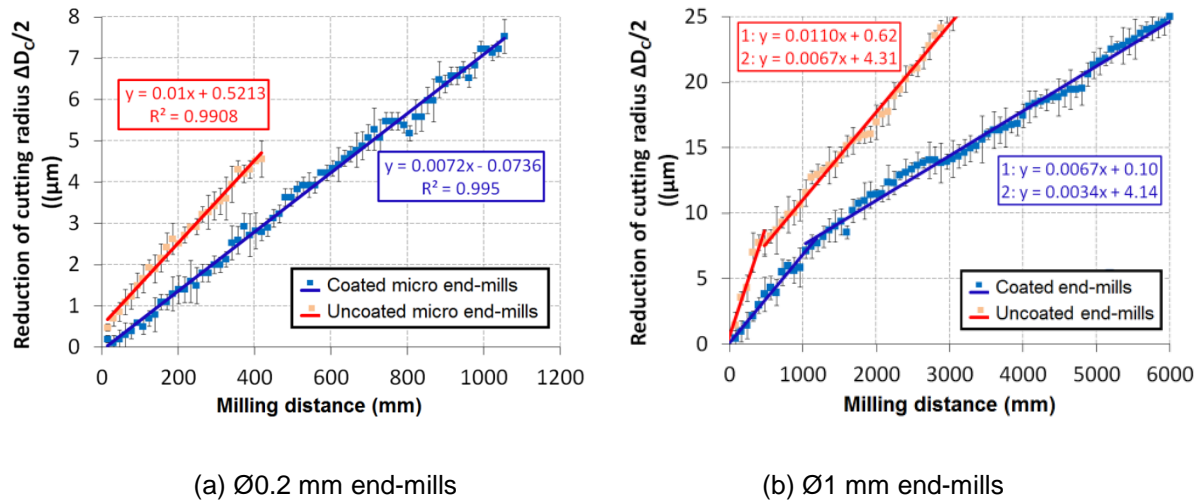 Reduction of cutting radius ΔD_C/2
((µm)
8
7
6
5
4
3
2
1
0
y = 0.01x + 0.5213
R² = 0.9908
y = 0.0072x - 0.0736
R² = 0.995
Coated micro end-mills
Uncoated micro end-mills
0 200 400 600 800 1000 1200
Milling distance (mm)
(a) Ø0.2 mm end-mills
Reduction of cutting radius ΔD_C/2
((µm)
25
20
15
10
5
0
1: y = 0.0110x + 0.62
2: y = 0.0067x + 4.31
1: y = 0.0067x + 0.10
2: y = 0.0034x + 4.14
Coated end-mills
Uncoated end-mills
0 1000 2000 3000 4000 5000 6000
Milling distance (mm)
(b) Ø1 mm end-mills